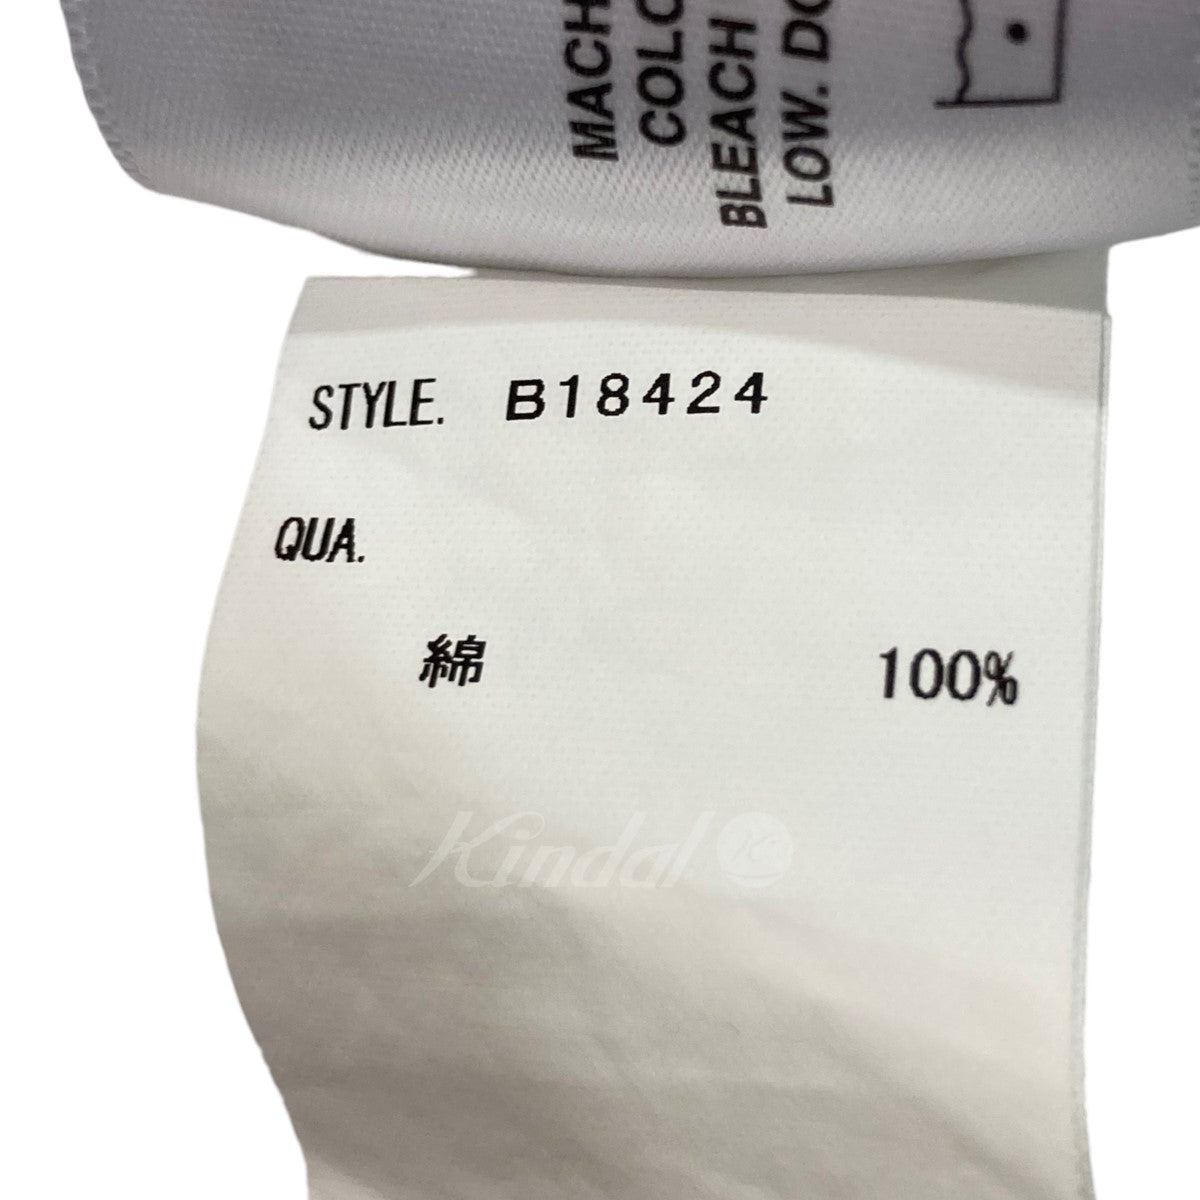 MACH
COLO
BLEACH
LOW. DO
STYLE. B18424
QUA.
綿 100%
Kindal